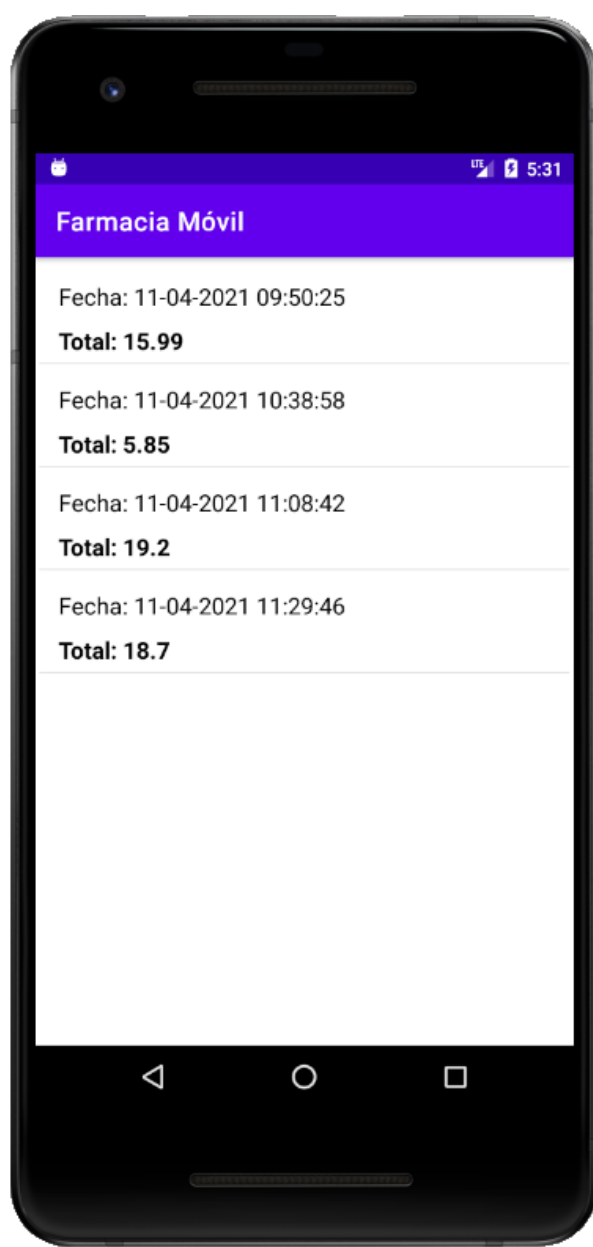 LTE 5:31
Farmacia Móvil
Fecha: 11-04-2021 09:50:25
Total: 15.99
Fecha: 11-04-2021 10:38:58
Total: 5.85
Fecha: 11-04-2021 11:08:42
Total: 19.2
Fecha: 11-04-2021 11:29:46
Total: 18.7